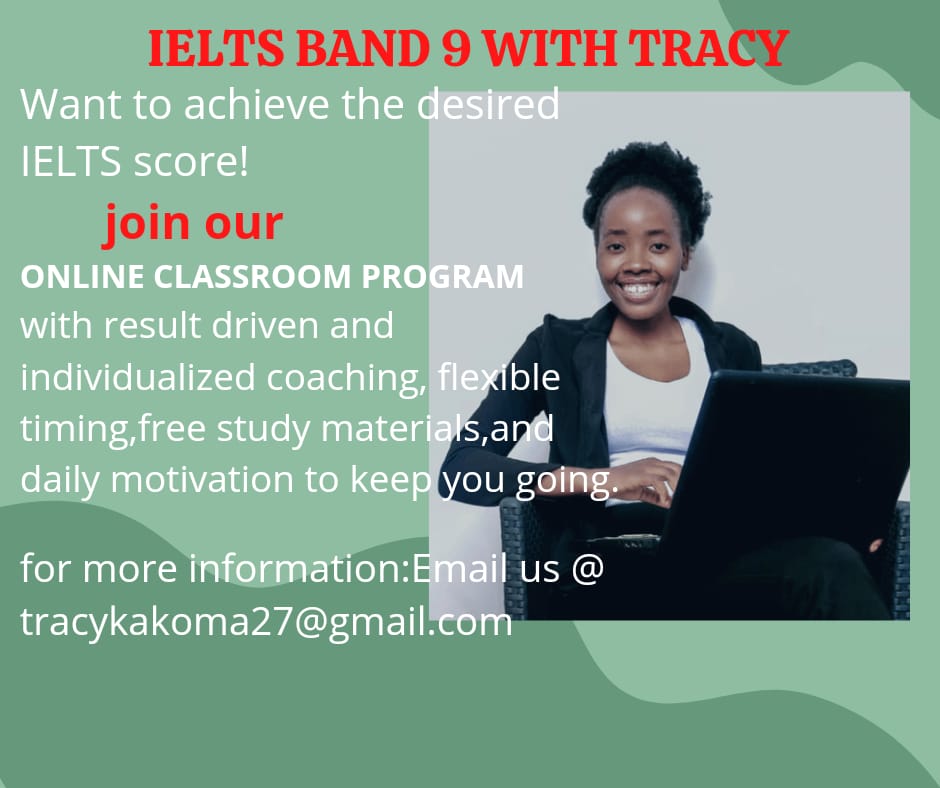 IELTS BAND 9 WITH TRACY
Want to achieve the desired
IELTS score!
join our
ONLINE CLASSROOM PROGRAM
with result driven and
individualized coaching, flexible
timing,free study materials,and
daily motivation to keep you going.
for more information:Email us @
tracykakoma27@gmail.com